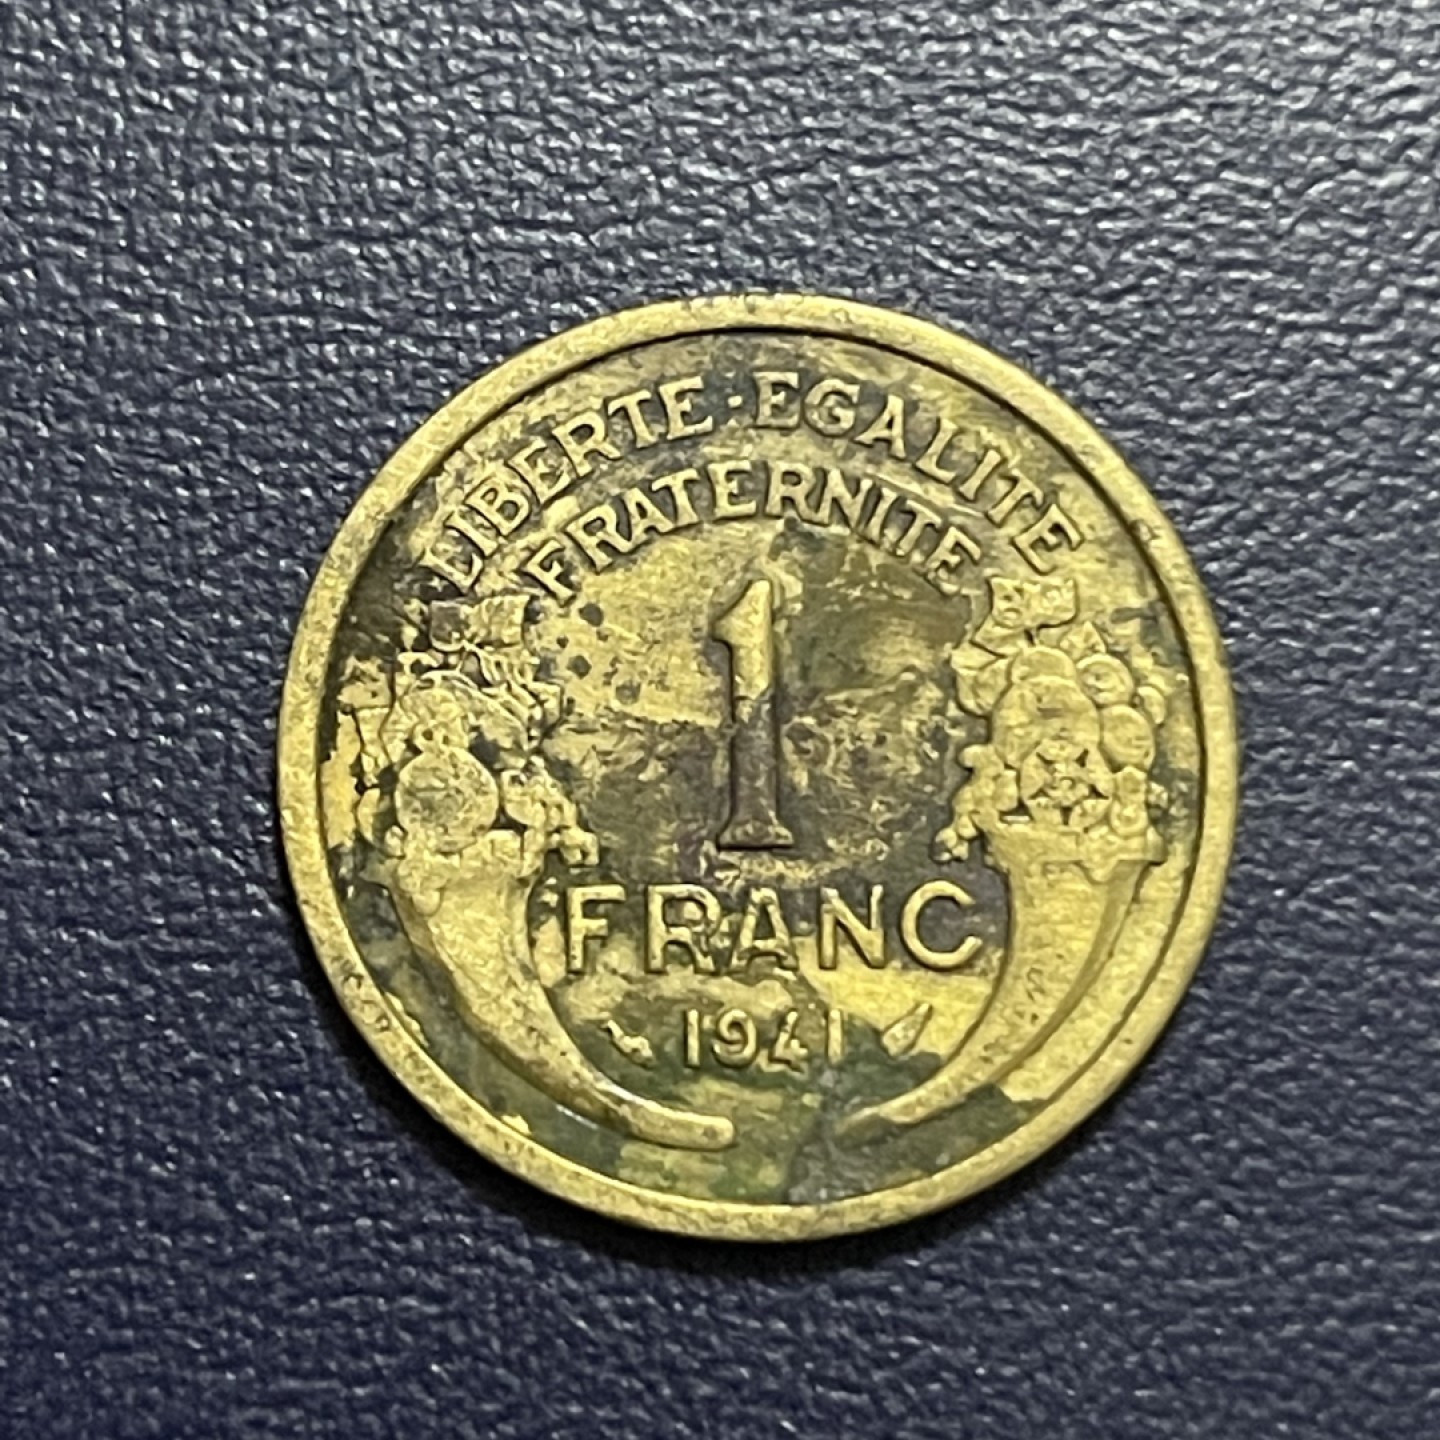 LIBERTE · EGALITE
FRATERNITE
1
FRANC
1941